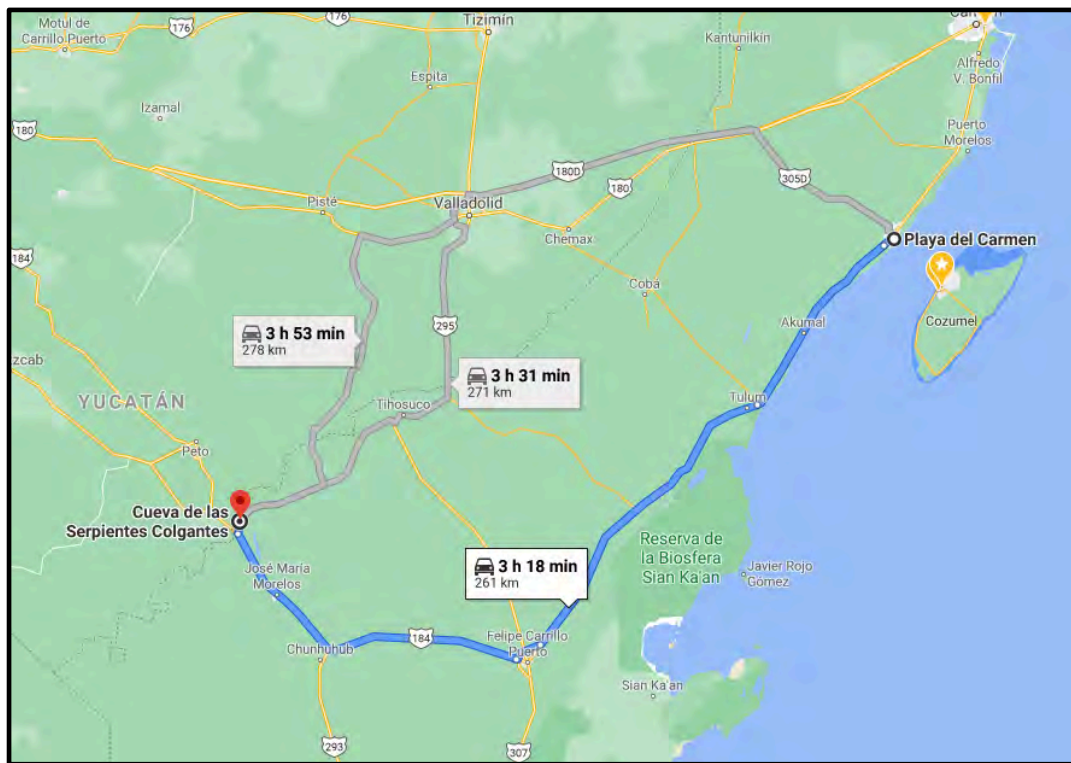 Motul de
Carrillo Puerto
176
176
Tizimín
Kantunilkín
Alfredo
V. Bonfil
Espita
Izamal
180
Puerto
Morelos
180D
180
305D
Pisté
Valladolid
Chemax
Playa del Carmen
184
Cobá
Cozumel
3 h 53 min
278 km
295
Akumal
3 h 31 min
271 km
YUCATÁN
Tihosuco
Tulum
Peto
Cueva de las
Serpientes Colgantes
Reserva de
la Biosfera
Sian Ka'an
3 h 18 min
261 km
José María
Morelos
Javier Rojo
Gómez
184
Felipe Carrillo
Puerto
Chunhuhub
Sian Ka'an
293
307